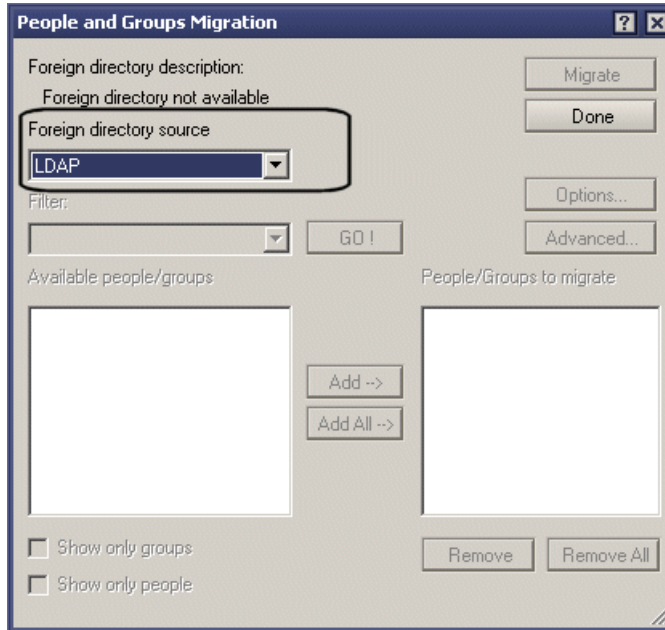 People and Groups Migration
Foreign directory description:
Foreign directory not available
Migrate
Done
Foreign directory source
LDAP
Options...
Filter:
GO !
Advanced...
Available people/groups
People/Groups to migrate
Add -->
Add All -->
Show only groups
Show only people
Remove
Remove All